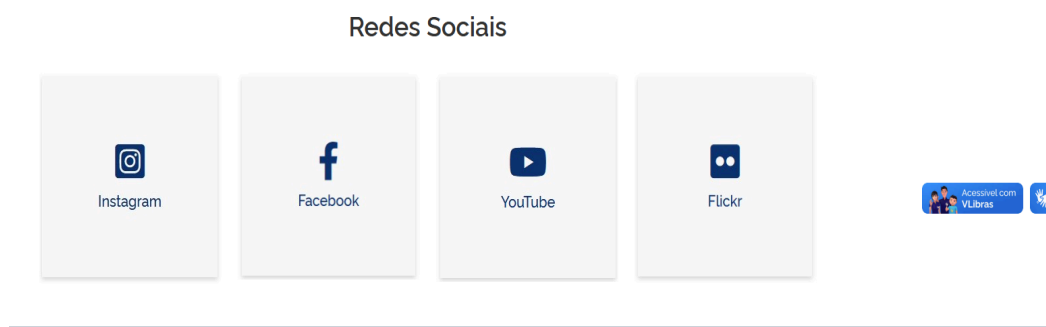 Redes Sociais
Instagram
Facebook
YouTube
Flickr
Acessível com
VLibras